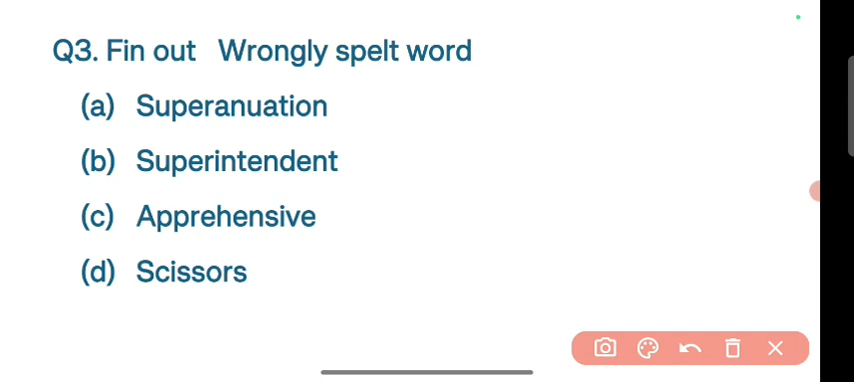 Q3. Fin out Wrongly spelt word
(a) Superanuation
(b) Superintendent
(c) Apprehensive
(d) Scissors